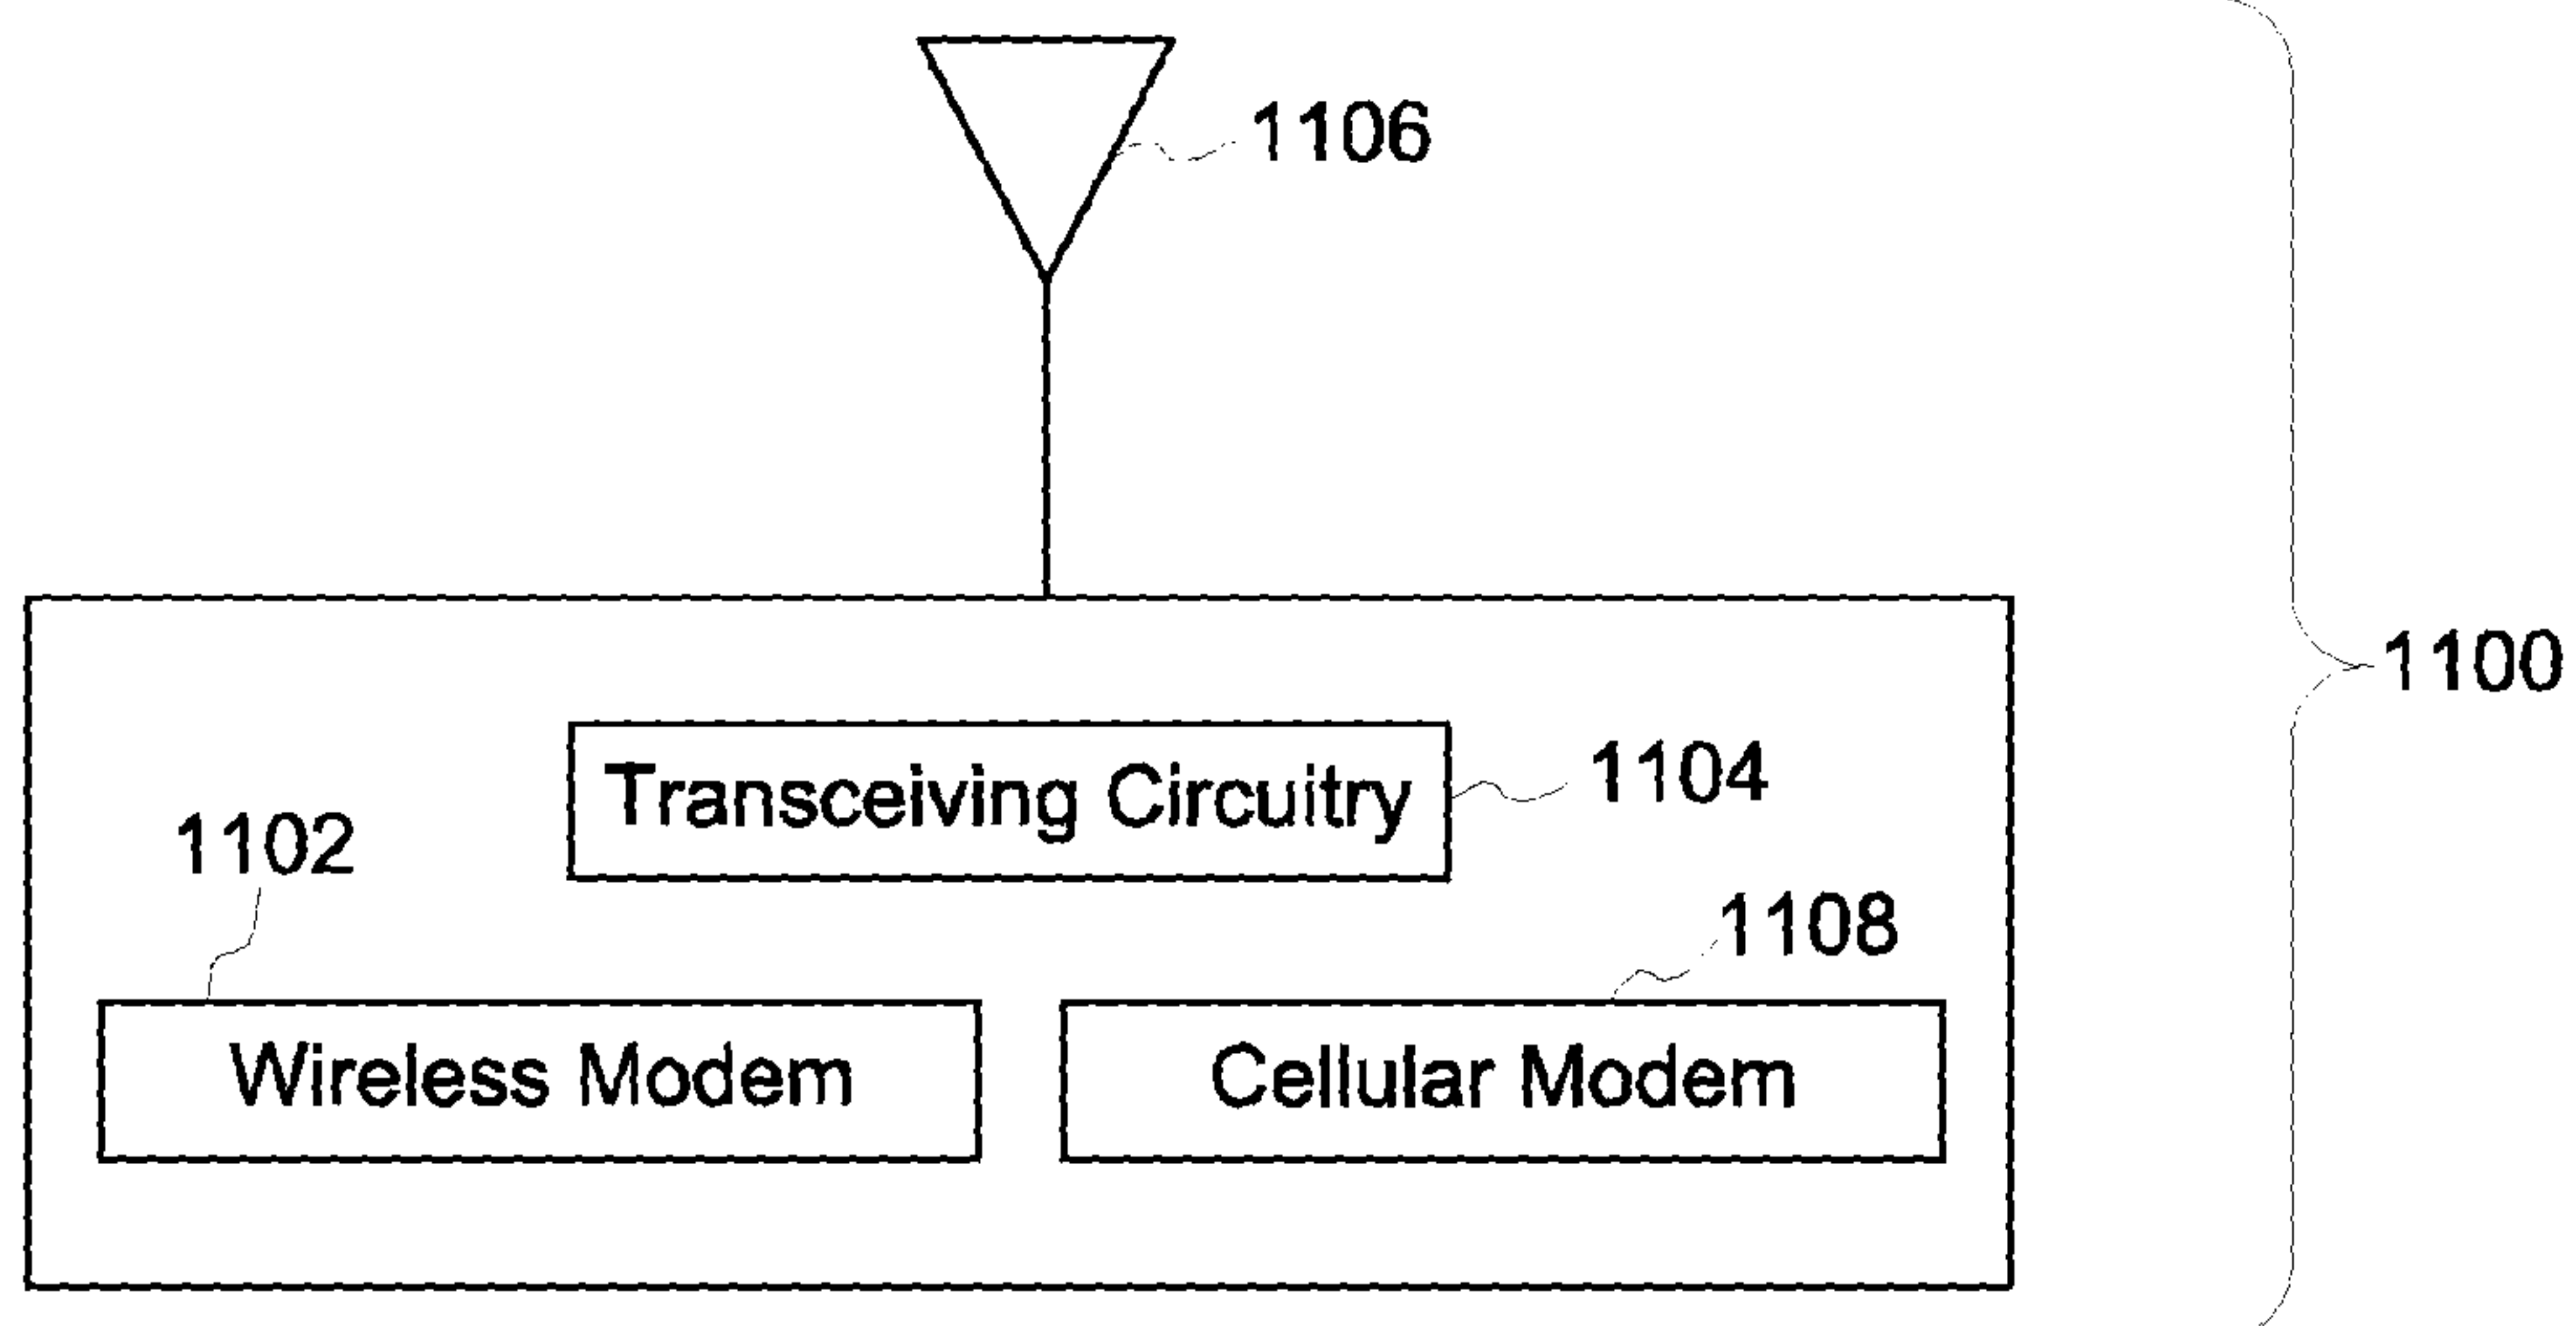 1106
1100
Transceiving Circuitry
1104
1102
1108
Wireless Modem
Cellular Modem